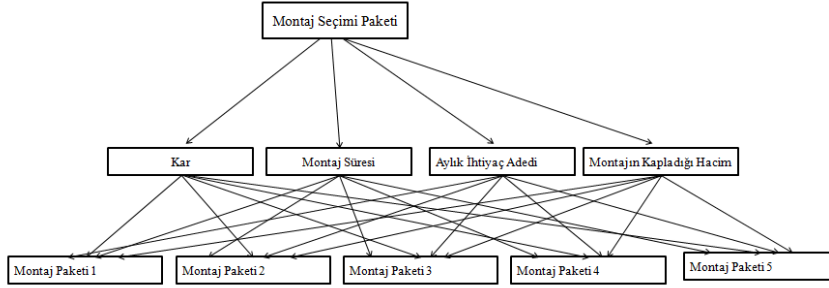 Montaj Seçimi Paketi
Kar
Montaj Süresi
Aylık İhtiyaç Adedi
Montajın Kapladığı Hacim
Montaj Paketi 1
Montaj Paketi 2
Montaj Paketi 3
Montaj Paketi 4
Montaj Paketi 5